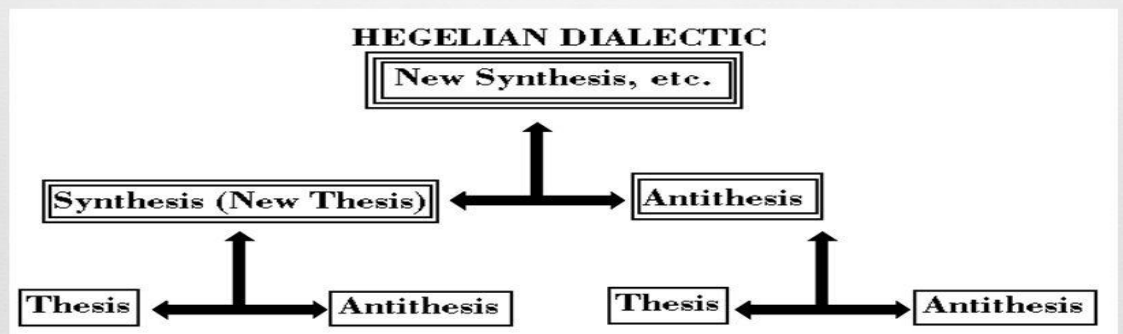 HEGELIAN DIALECTIC
New Synthesis, etc.
Synthesis (New Thesis)
Antithesis
Thesis
Antithesis
Thesis
Antithesis